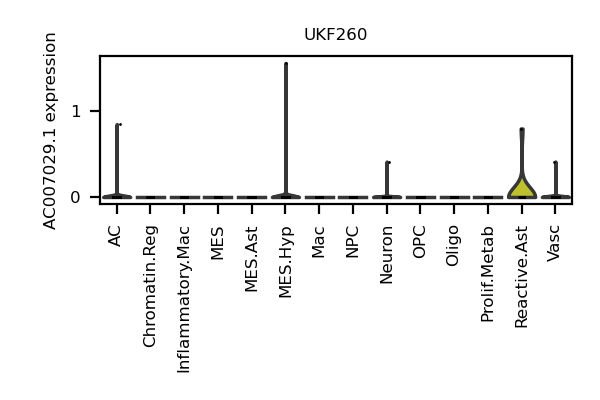 UKF260
AC007029.1 expression
1
0
AC
Chromatin.Reg
Inflammatory.Mac
MES
MES.Ast
MES.Hyp
Mac
NPC
Neuron
OPC
Oligo
Prolif.Metab
Reactive.Ast
Vasc